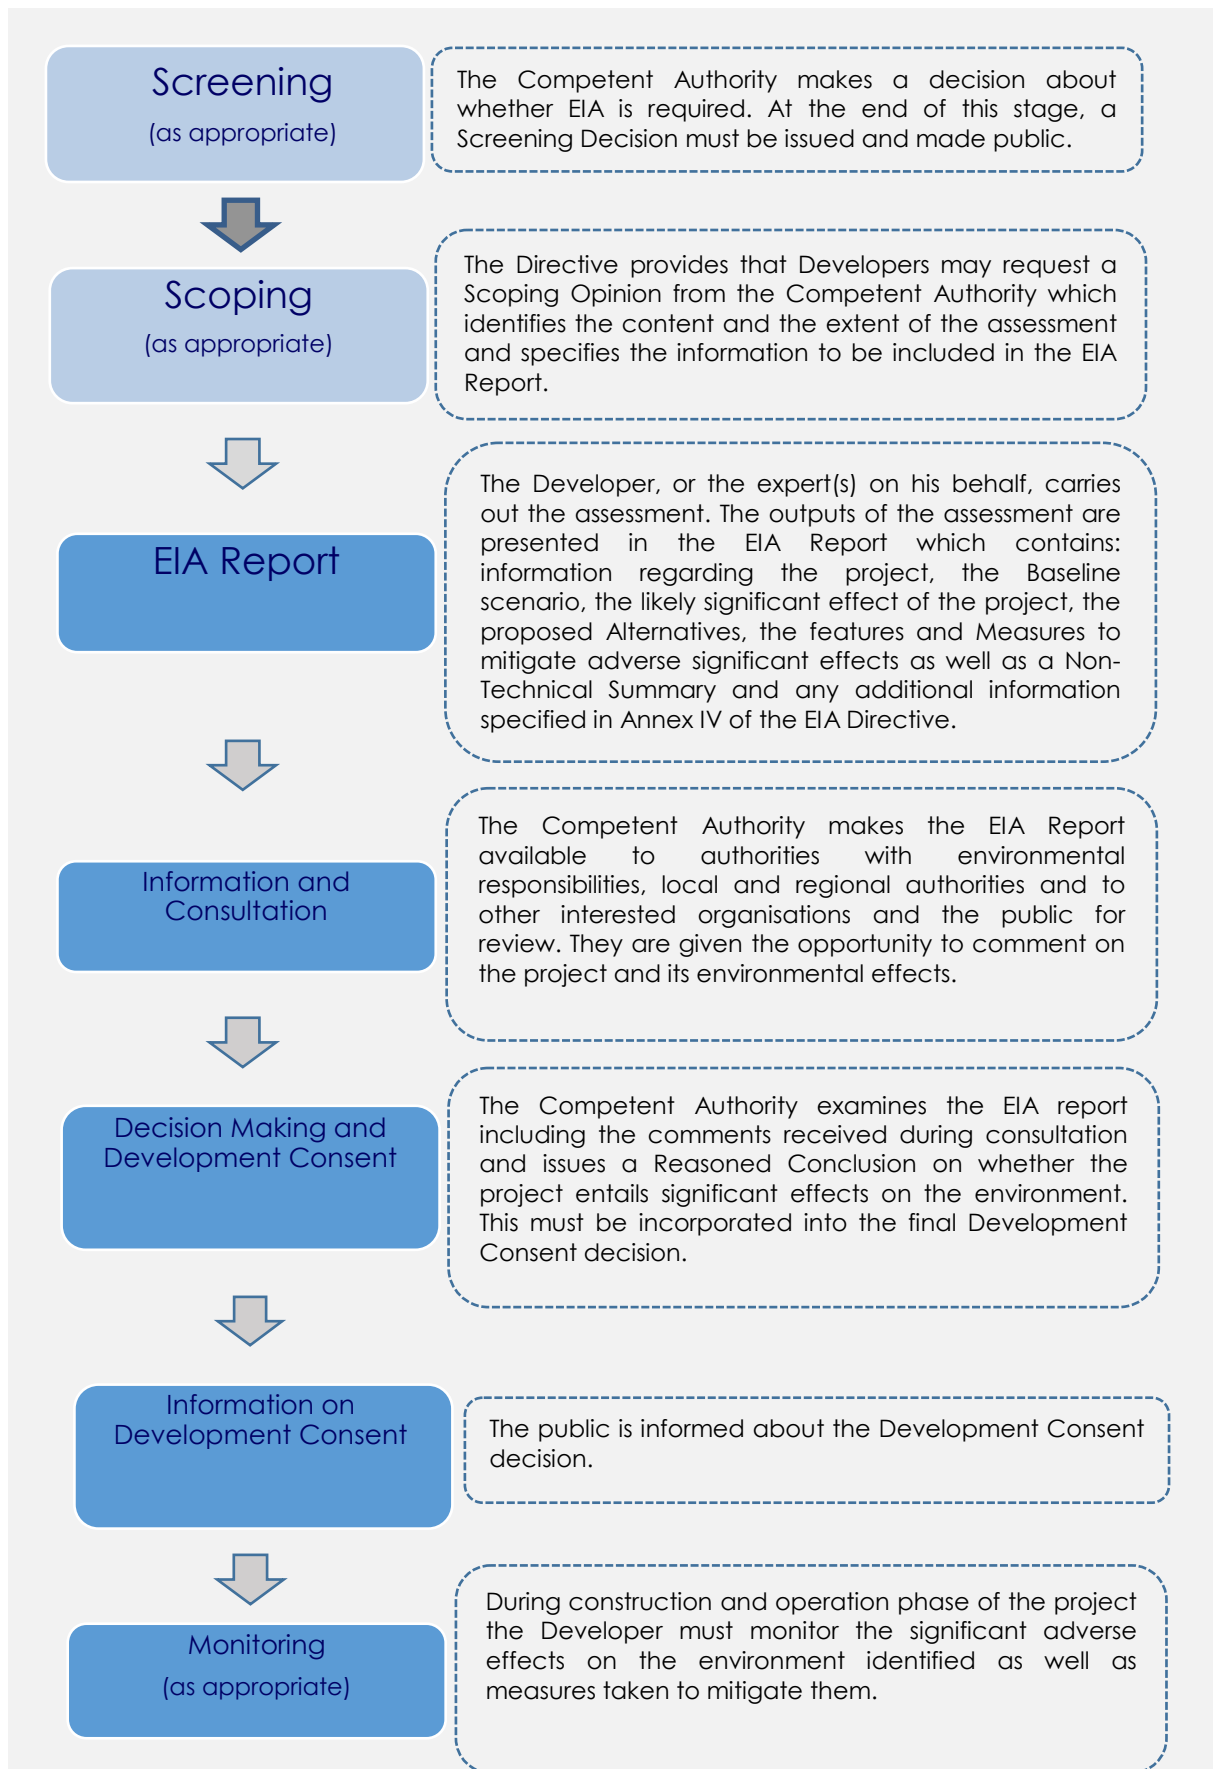 Screening
(as appropriate)
The Competent Authority makes a decision about
whether EIA is required. At the end of this stage, a
Screening Decision must be issued and made public.
Scoping
(as appropriate)
The Directive provides that Developers may request a
Scoping Opinion from the Competent Authority which
identifies the content and the extent of the assessment
and specifies the information to be included in the EIA
Report.
EIA Report
The Developer, or the expert(s) on his behalf, carries
out the assessment. The outputs of the assessment are
presented in the EIA Report which contains:
information regarding the project, the Baseline
scenario, the likely significant effect of the project, the
proposed Alternatives, the features and Measures to
mitigate adverse significant effects as well as a Non-
Technical Summary and any additional information
specified in Annex IV of the EIA Directive.
Information and
Consultation
The Competent Authority makes the EIA Report
available to authorities with environmental
responsibilities, local and regional authorities and to
other interested organisations and the public for
review. They are given the opportunity to comment on
the project and its environmental effects.
Decision Making and
Development Consent
The Competent Authority examines the EIA report
including the comments received during consultation
and issues a Reasoned Conclusion on whether the
project entails significant effects on the environment.
This must be incorporated into the final Development
Consent decision.
Information on
Development Consent
The public is informed about the Development Consent
decision.
Monitoring
(as appropriate)
During construction and operation phase of the project
the Developer must monitor the significant adverse
effects on the environment identified as well as
measures taken to mitigate them.